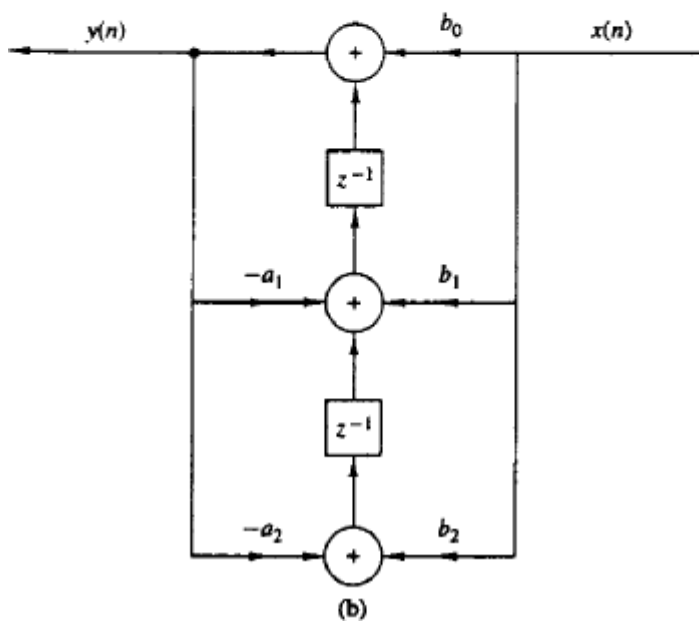 y(n) + b₀ x(n)
z⁻¹
-a₁ + b₁
z⁻¹
-a₂ + b₂
(b)